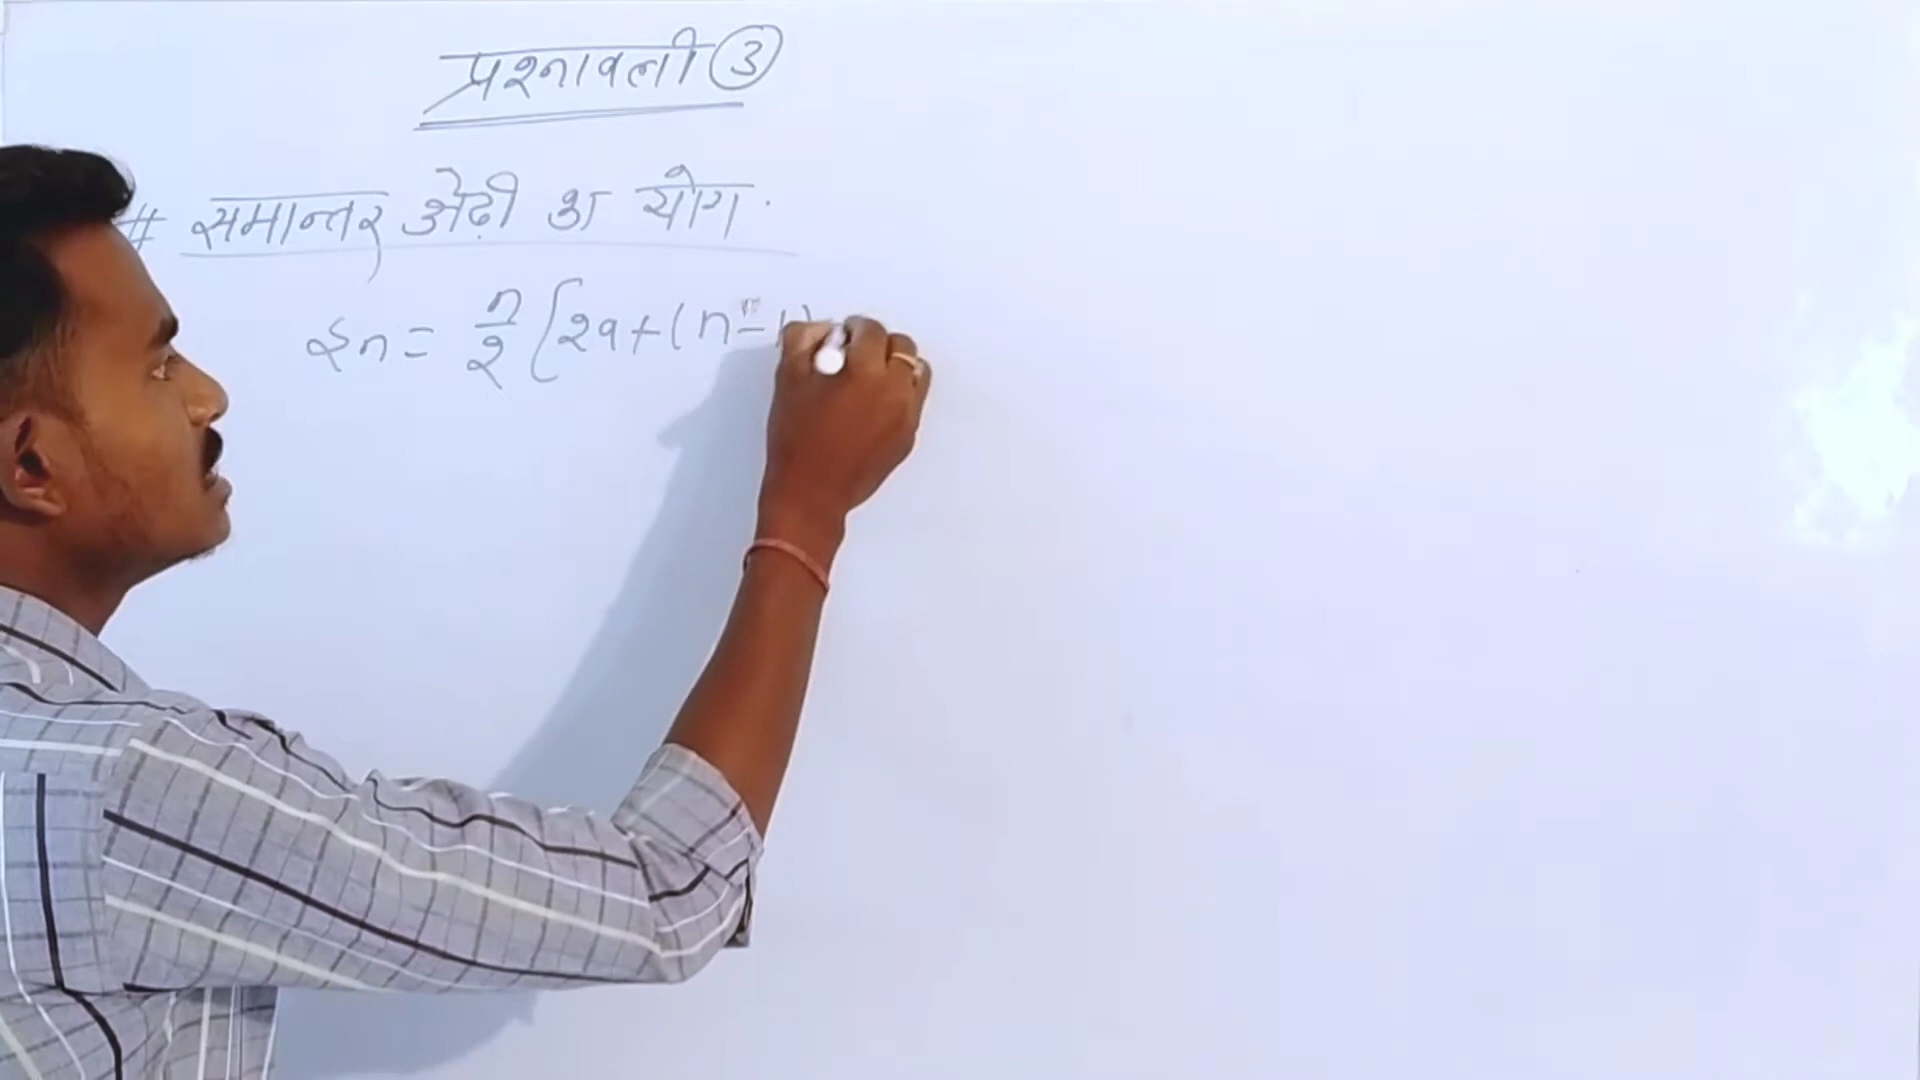 प्रश्नावली ③
# समान्तर श्रेढ़ी का योग.
Sn = n/2 [2a+(n-1)